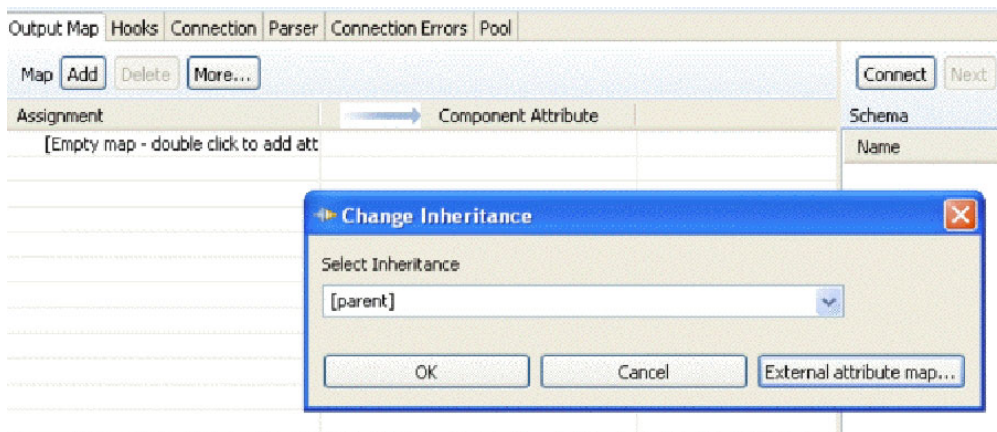 Output Map Hooks Connection Parser Connection Errors Pool
Map Add Delete More... Connect Next
Assignment Component Attribute Schema
[Empty map - double click to add att Name
Change Inheritance
Select Inheritance
[parent]
OK Cancel External attribute map...